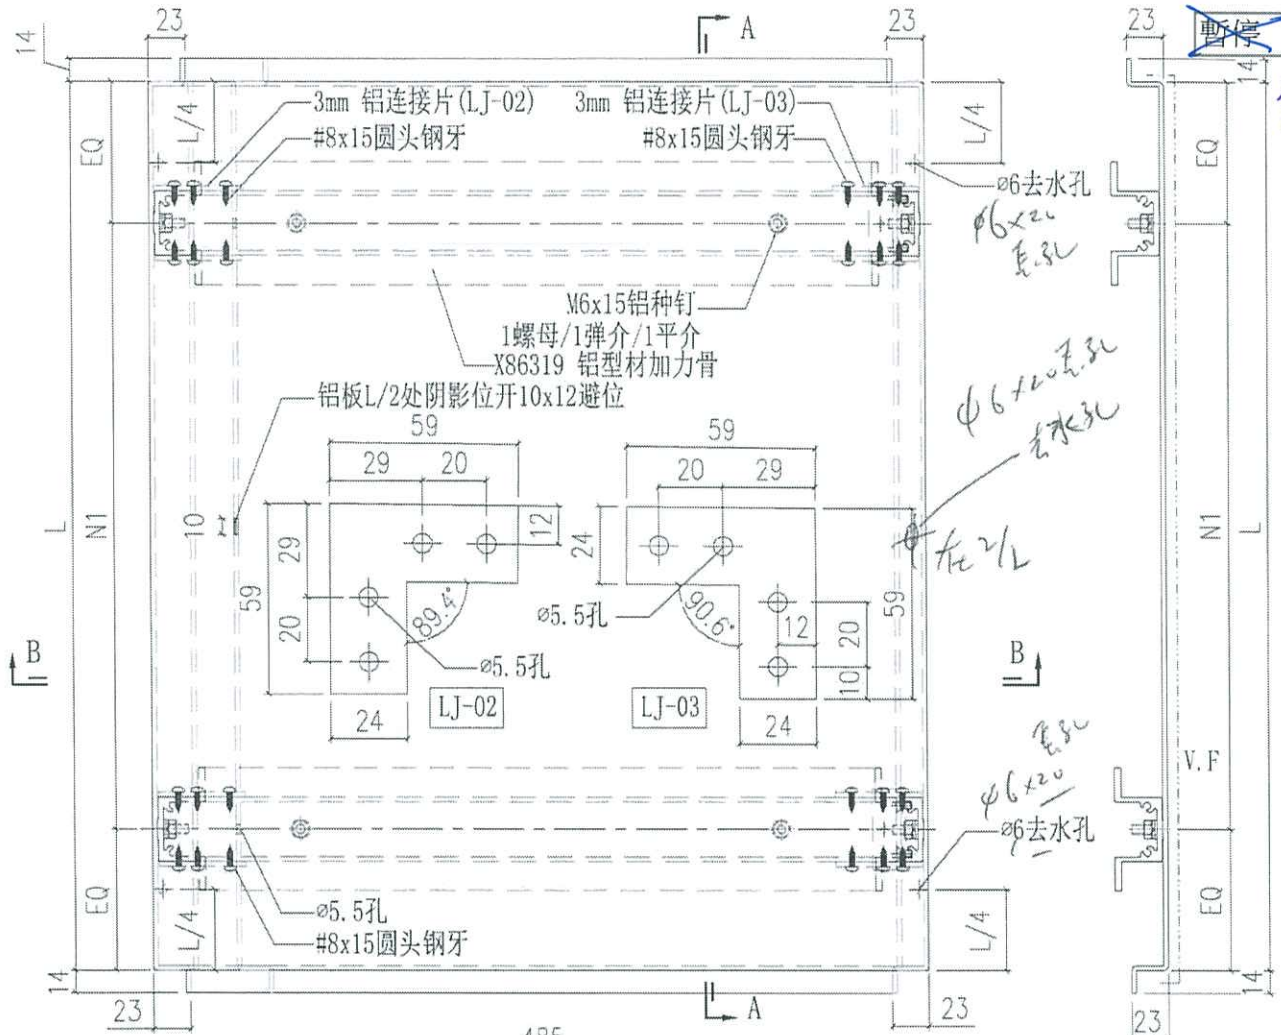 23
A
23
23
暫停
14
14
3mm 铝连接片(LJ-02)
3mm 铝连接片(LJ-03)
#8x15圆头钢牙
#8x15圆头钢牙
L/4
L/4
EQ
EQ
ø6去水孔
φ6×20
M6x15铝种钉
1螺母/1弹介/1平介
X86319 铝型材加力骨
铝板L/2处阴影位开10x12避位
φ6×20
去水孔
59
59
29
20
20
29
L
N1
10
29
12
24
N1
L
59
89.4°
90.6°
59
20
ø5.5孔
12
20
在 2/L
ø5.5孔
10
B
B
LJ-02
LJ-03
24
24
V.F
φ6×20
ø6去水孔
EQ
EQ
L/4
L/4
ø5.5孔
#8x15圆头钢牙
14
14
23
A
23
23
485